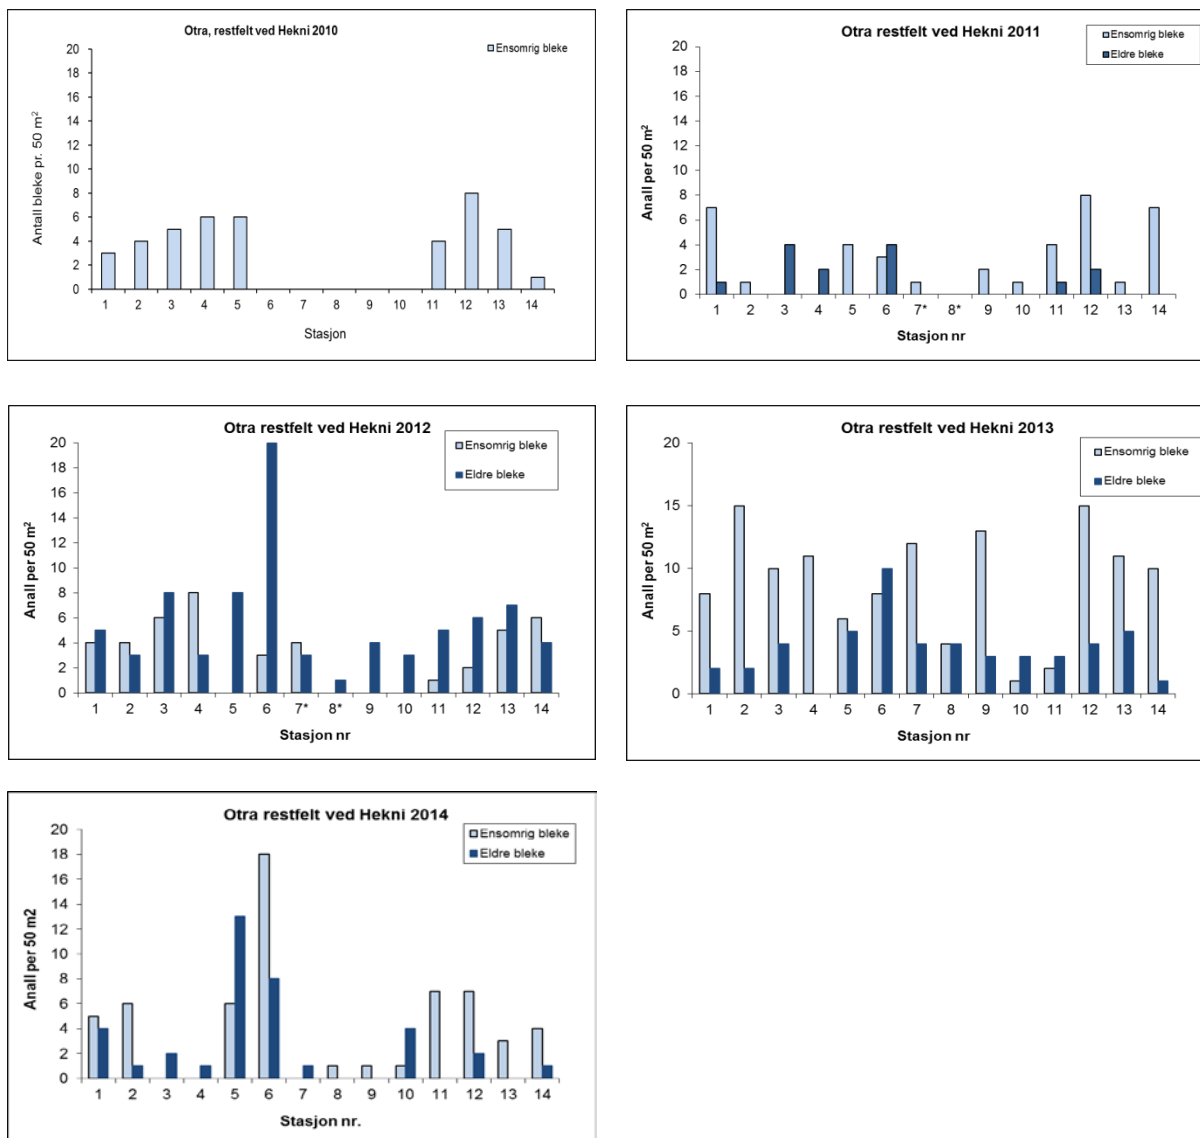 Otra, restfelt ved Hekni 2010
Ensomrig bleke
Antall bleke pr. 50 m²
20
18
16
14
12
10
8
6
4
2
0
1 2 3 4 5 6 7 8 9 10 11 12 13 14
Stasjon
Otra restfelt ved Hekni 2011
Ensomrig bleke
Eldre bleke
Anall per 50 m²
20
18
16
14
12
10
8
6
4
2
0
1 2 3 4 5 6 7* 8* 9 10 11 12 13 14
Stasjon nr
Otra restfelt ved Hekni 2012
Ensomrig bleke
Eldre bleke
Anall per 50 m²
20
18
16
14
12
10
8
6
4
2
0
1 2 3 4 5 6 7* 8* 9 10 11 12 13 14
Stasjon nr
Otra restfelt ved Hekni 2013
Ensomrig bleke
Eldre bleke
Anall per 50 m²
20
15
10
5
0
1 2 3 4 5 6 7 8 9 10 11 12 13 14
Stasjon nr
Otra restfelt ved Hekni 2014
Ensomrig bleke
Eldre bleke
Anall per 50 m2
20
18
16
14
12
10
8
6
4
2
0
1 2 3 4 5 6 7 8 9 10 11 12 13 14
Stasjon nr.